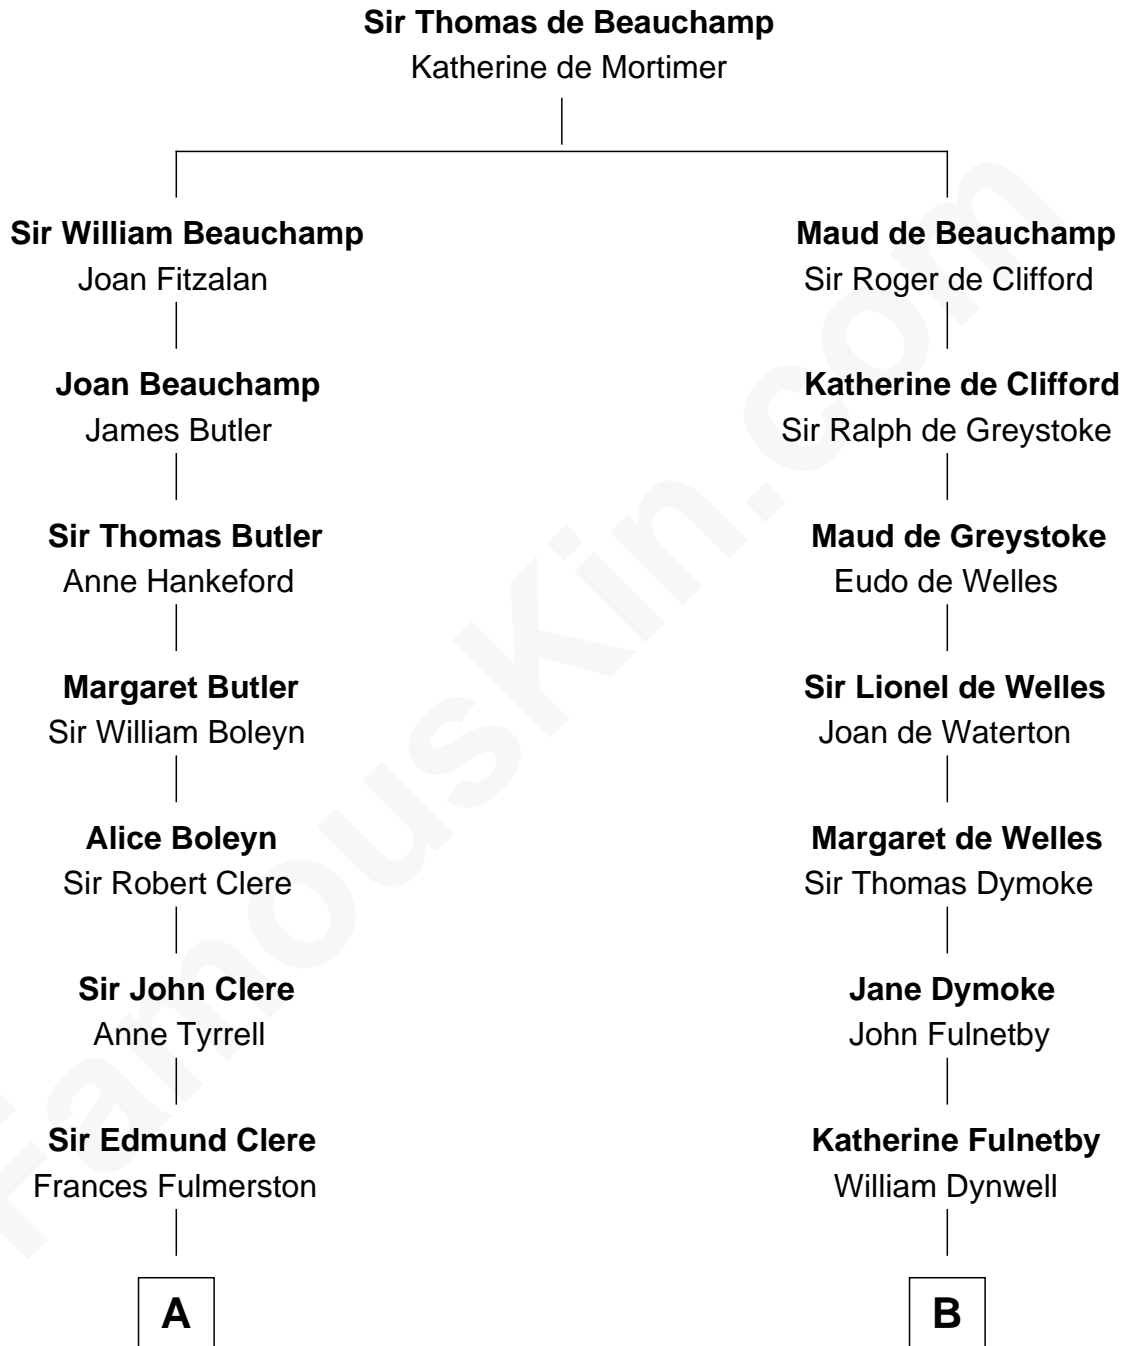 Sir Thomas de Beauchamp
Katherine de Mortimer
Sir William Beauchamp
Joan Fitzalan
Maud de Beauchamp
Sir Roger de Clifford
Joan Beauchamp
James Butler
Katherine de Clifford
Sir Ralph de Greystoke
Sir Thomas Butler
Anne Hankeford
Maud de Greystoke
Eudo de Welles
Margaret Butler
Sir William Boleyn
Sir Lionel de Welles
Joan de Waterton
Alice Boleyn
Sir Robert Clere
Margaret de Welles
Sir Thomas Dymoke
Sir John Clere
Anne Tyrrell
Jane Dymoke
John Fulnetby
Sir Edmund Clere
Frances Fulmerston
Katherine Fulnetby
William Dynwell
A
B
FamousKin.com